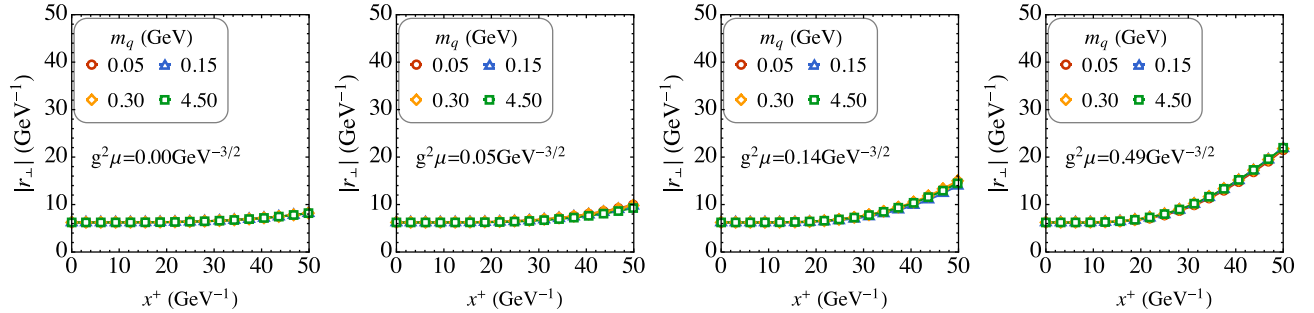 50
40
30
20
10
0
|r⊥| (GeV⁻¹)
m_q (GeV)
0.05 0.15
0.30 4.50
g²μ=0.00GeV⁻³/²
0 10 20 30 40 50
x⁺ (GeV⁻¹)
50
40
30
20
10
0
|r⊥| (GeV⁻¹)
m_q (GeV)
0.05 0.15
0.30 4.50
g²μ=0.05GeV⁻³/²
0 10 20 30 40 50
x⁺ (GeV⁻¹)
50
40
30
20
10
0
|r⊥| (GeV⁻¹)
m_q (GeV)
0.05 0.15
0.30 4.50
g²μ=0.14GeV⁻³/²
0 10 20 30 40 50
x⁺ (GeV⁻¹)
50
40
30
20
10
0
|r⊥| (GeV⁻¹)
m_q (GeV)
0.05 0.15
0.30 4.50
g²μ=0.49GeV⁻³/²
0 10 20 30 40 50
x⁺ (GeV⁻¹)